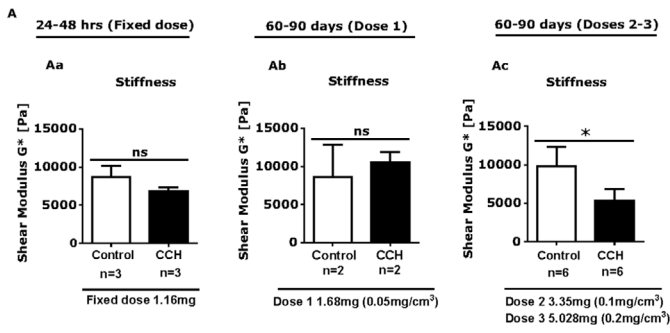 A
24-48 hrs (Fixed dose)
60-90 days (Dose 1)
60-90 days (Doses 2-3)
Aa
Stiffness
Shear Modulus G* [Pa]
15000
10000
5000
0
ns
Control
CCH
n=3
n=3
Fixed dose 1.16mg
Ab
Stiffness
Shear Modulus G* [Pa]
15000
10000
5000
0
ns
Control
CCH
n=2
n=2
Dose 1 1.68mg (0.05mg/cm³)
Ac
Stiffness
Shear Modulus G* [Pa]
15000
10000
5000
0
*
Control
CCH
n=6
n=6
Dose 2 3.35mg (0.1mg/cm³)
Dose 3 5.028mg (0.2mg/cm³)